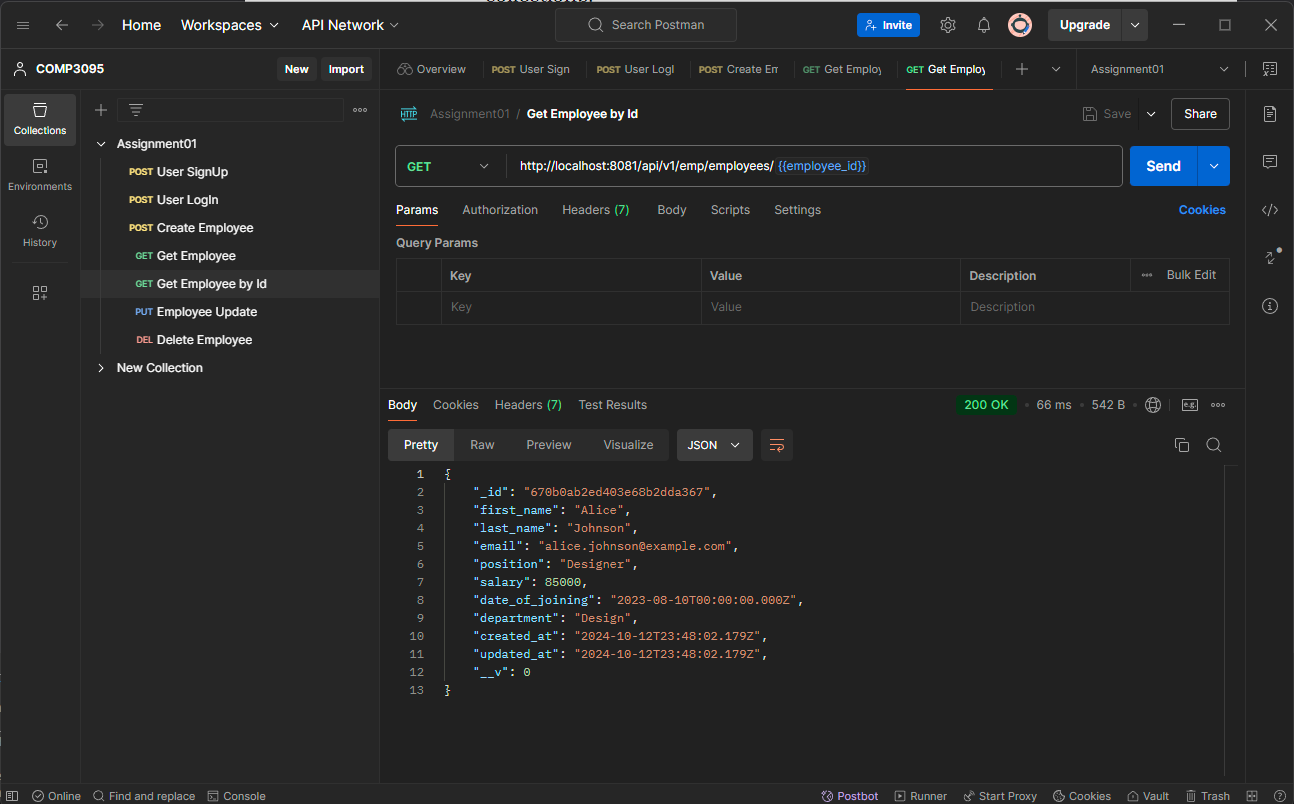 Home
Workspaces
API Network
Search Postman
Invite
Upgrade
COMP3095
New
Import
Overview
POST User Sign
POST User LogI
POST Create Em
GET Get Employ
GET Get Employ
Assignment01
Collections
Environments
History
Assignment01
POST User SignUp
POST User LogIn
POST Create Employee
GET Get Employee
GET Get Employee by Id
PUT Employee Update
DEL Delete Employee
New Collection
HTTP Assignment01 / Get Employee by Id
Save
Share
GET
http://localhost:8081/api/v1/emp/employees/ {{employee_id}}
Send
Params
Authorization
Headers (7)
Body
Scripts
Settings
Cookies
Query Params
Key Value Description Bulk Edit
Key Value Description
Body
Cookies
Headers (7)
Test Results
200 OK
66 ms
542 B
e.g.
Pretty
Raw
Preview
Visualize
JSON
1 {
2 "_id": "670b0ab2ed403e68b2dda367",
3 "first_name": "Alice",
4 "last_name": "Johnson",
5 "email": "alice.johnson@example.com",
6 "position": "Designer",
7 "salary": 85000,
8 "date_of_joining": "2023-08-10T00:00:00.000Z",
9 "department": "Design",
10 "created_at": "2024-10-12T23:48:02.179Z",
11 "updated_at": "2024-10-12T23:48:02.179Z",
12 "__v": 0
13 }
Online
Find and replace
Console
Postbot
Runner
Start Proxy
Cookies
Vault
Trash